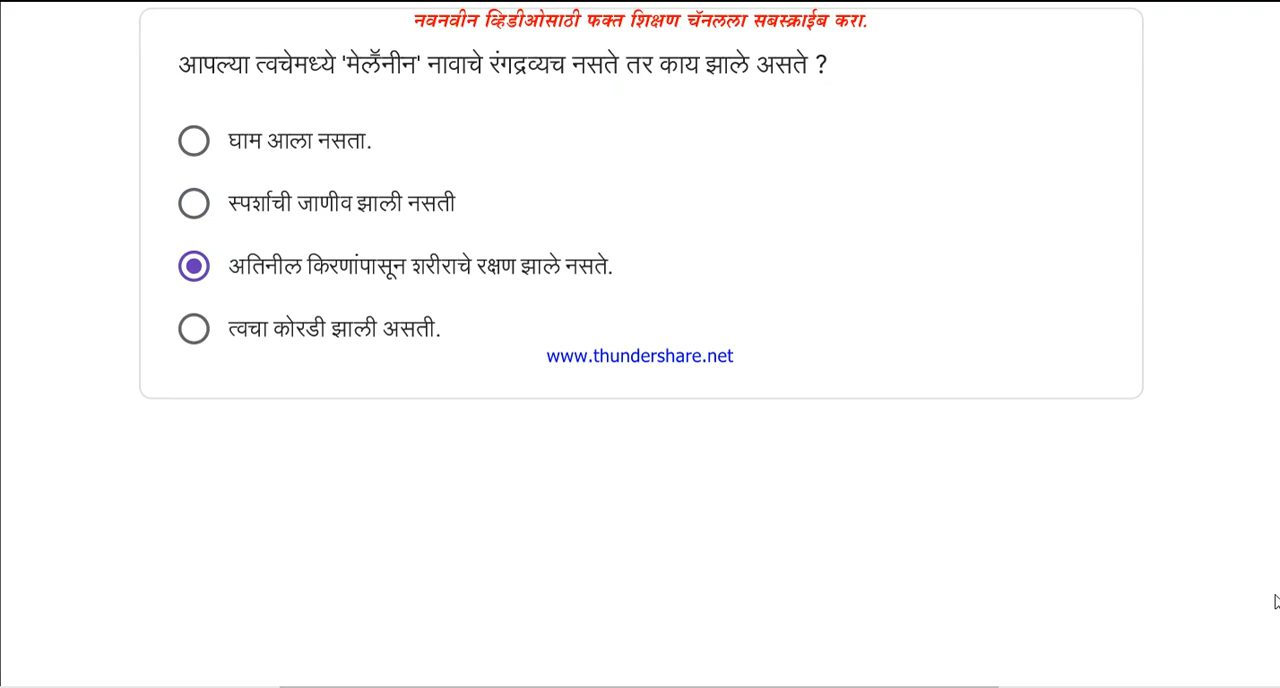 नवनवीन व्हिडीओसाठी फक्त शिक्षण चॅनलला सबस्क्राईब करा.
आपल्या त्वचेमध्ये 'मेलॅनीन' नावाचे रंगद्रव्यच नसते तर काय झाले असते ?
घाम आला नसता.
स्पर्शाची जाणीव झाली नसती
अतिनील किरणांपासून शरीराचे रक्षण झाले नसते.
त्वचा कोरडी झाली असती.
www.thundershare.net